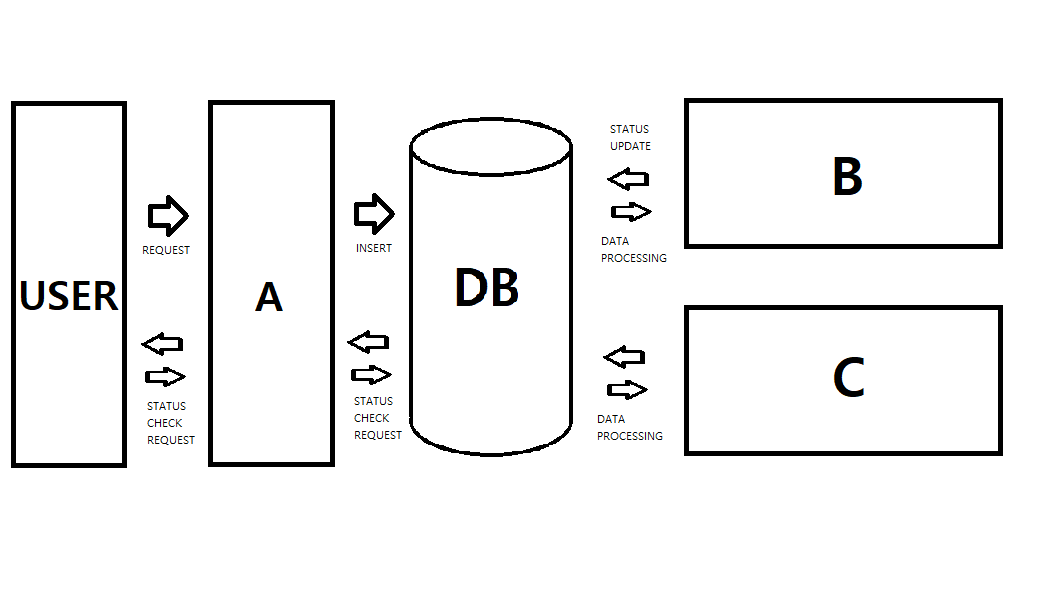 USER
REQUEST
STATUS
CHECK
REQUEST
A
INSERT
STATUS
CHECK
REQUEST
DB
STATUS
UPDATE
DATA
PROCESSING
B
DATA
PROCESSING
C